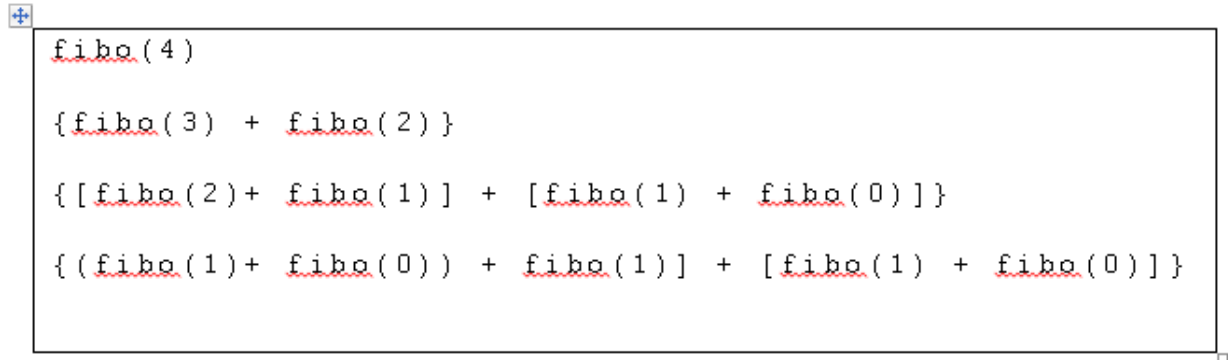 fibo(4)
{fibo(3) + fibo(2)}
{[fibo(2)+ fibo(1)] + [fibo(1) + fibo(0)]}
{(fibo(1)+ fibo(0)) + fibo(1)] + [fibo(1) + fibo(0)]}